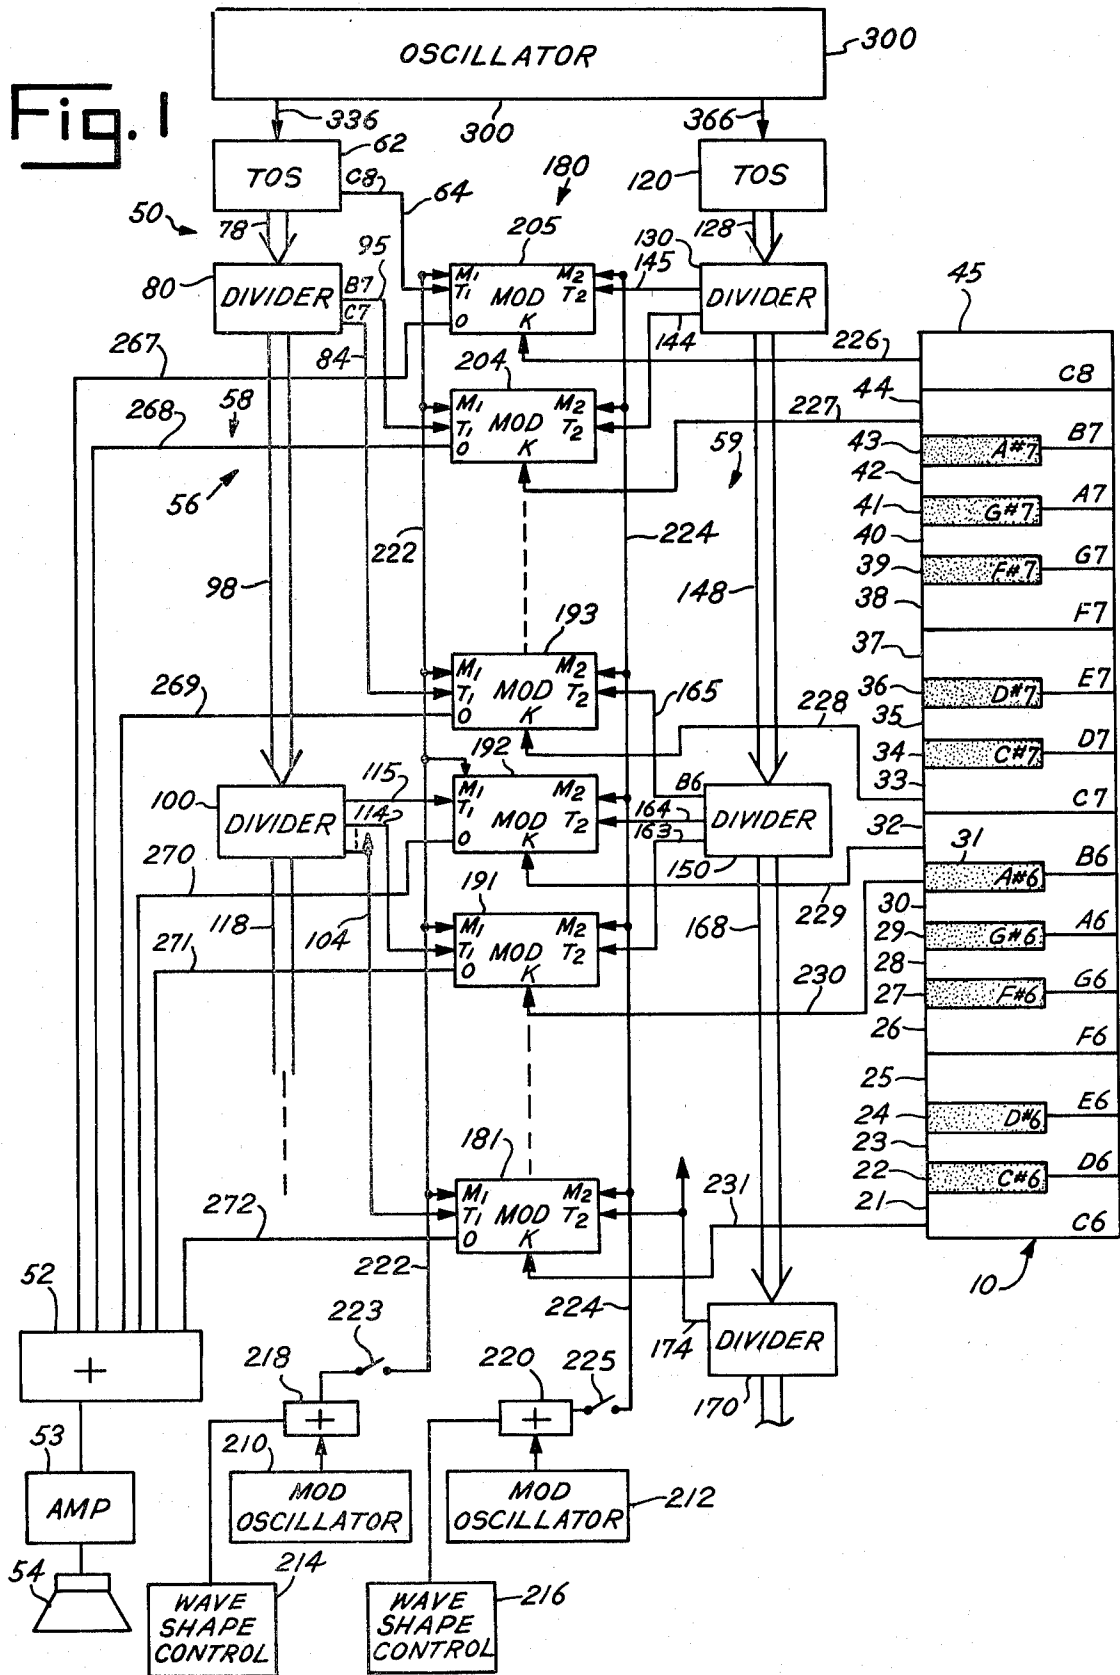 OSCILLATOR
300
Fig. 1
336
300
366
62
TOS
C8
64
180
120
TOS
50
78
205
128
130
145
80
DIVIDER
B7
95
C7
M1
T1
O
MOD
K
M2
T2
DIVIDER
144
45
267
84
204
226
C8
268
58
M1
T1
O
MOD
K
M2
T2
227
44
B7
43
A#7
56
59
42
41
G#7
A7
40
222
224
39
F#7
G7
98
148
38
F7
193
37
M1
T1
O
MOD
K
M2
T2
36
D#7
E7
269
165
228
35
192
34
C#7
D7
33
C7
100
DIVIDER
115
114
M1
T1
O
MOD
K
M2
T2
B6
164
163
DIVIDER
150
32
31
B6
A#6
270
191
229
30
118
104
M1
T1
O
MOD
K
M2
T2
168
29
G#6
A6
271
28
230
27
F#6
G6
26
F6
25
24
D#6
E6
181
23
22
C#6
D6
272
M1
T1
O
MOD
K
M2
T2
231
21
C6
10
52
222
224
223
+
218
220
225
174
DIVIDER
+
+
170
53
210
AMP
MOD
OSCILLATOR
MOD
OSCILLATOR
212
54
214
WAVE
SHAPE
CONTROL
WAVE
SHAPE
CONTROL
216